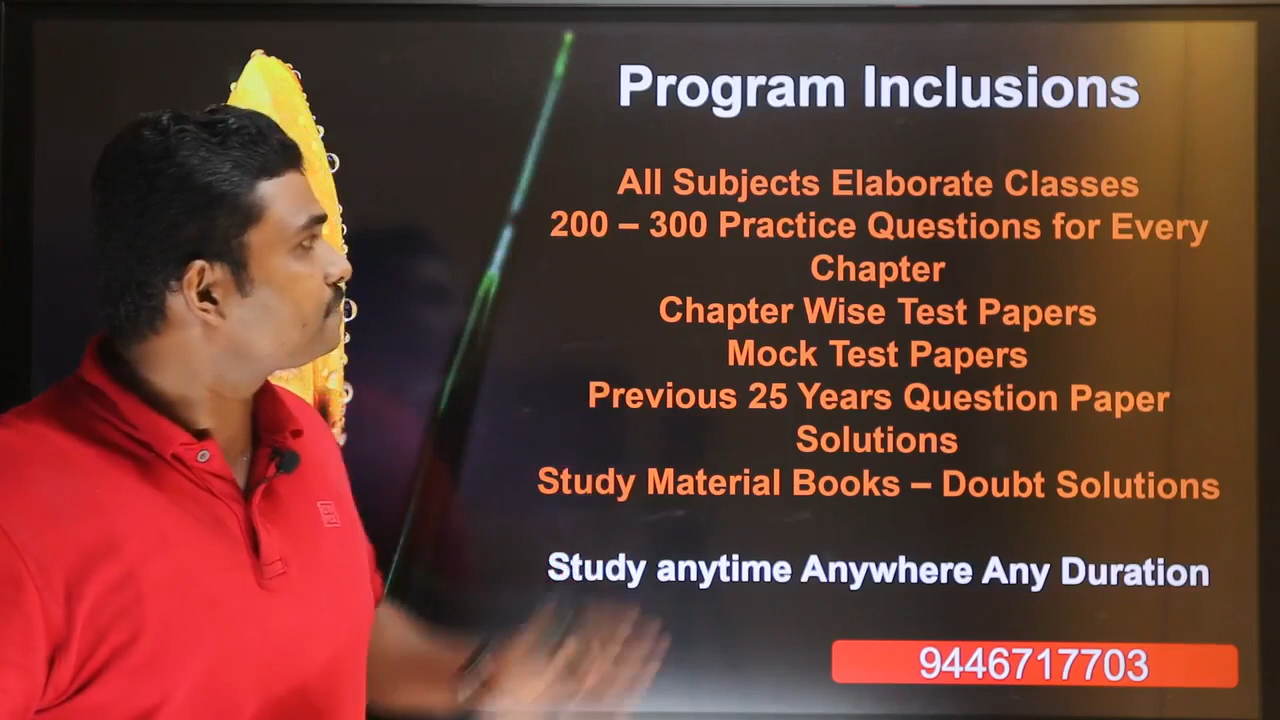 Program Inclusions
All Subjects Elaborate Classes
200 – 300 Practice Questions for Every
Chapter
Chapter Wise Test Papers
Mock Test Papers
Previous 25 Years Question Paper
Solutions
Study Material Books – Doubt Solutions
Study anytime Anywhere Any Duration
9446717703